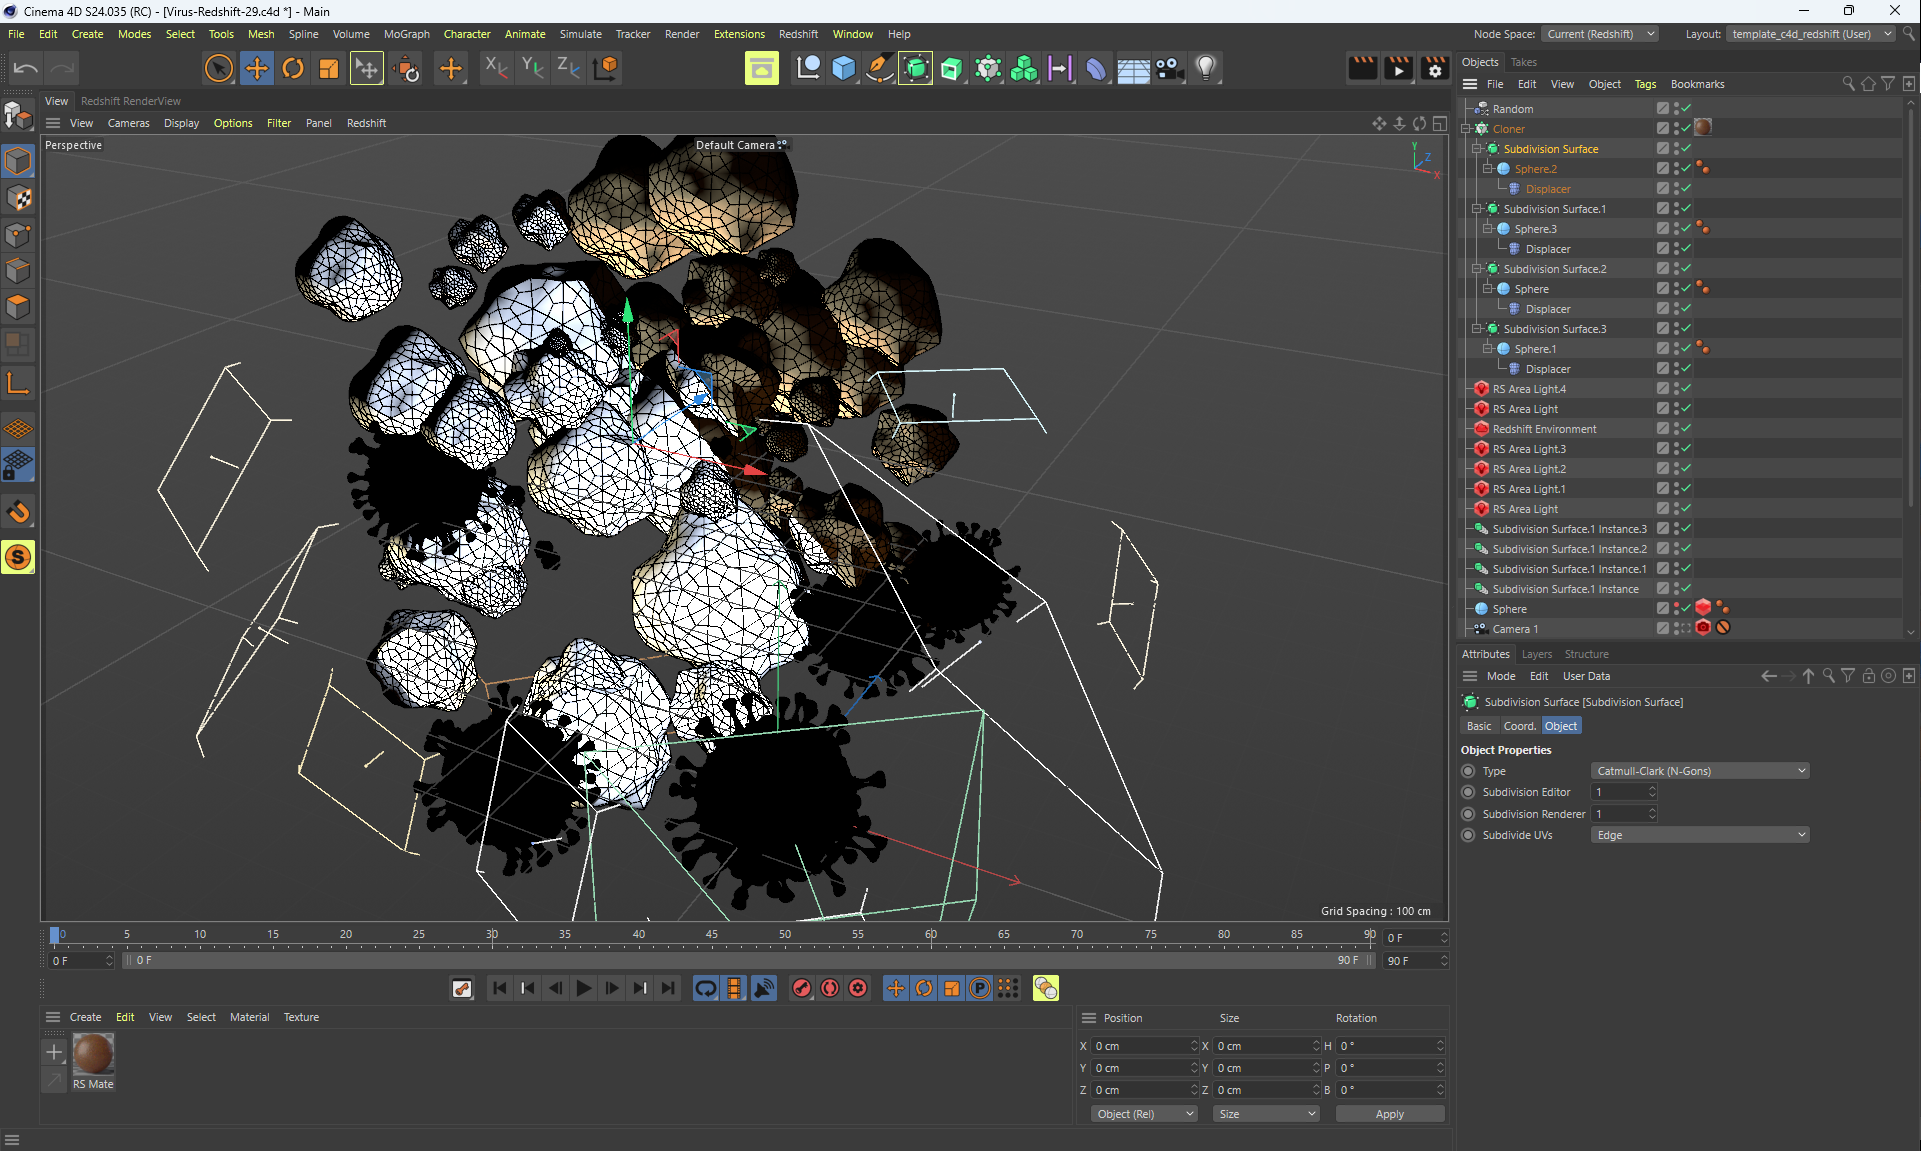 Cinema 4D S24.035 (RC) - [Virus-Redshift-29.c4d *] - Main
File Edit Create Modes Select Tools Mesh Spline Volume MoGraph Character Animate Simulate Tracker Render Extensions Redshift Window Help
Node Space: Current (Redshift) Layout: template_c4d_redshift (User)
X Y Z
Objects Takes
File Edit View Object Tags Bookmarks
View Redshift RenderView
View Cameras Display Options Filter Panel Redshift
Perspective
Default Camera
Y
Z
X
Random
Cloner
Subdivision Surface
Sphere.2
Displacer
Subdivision Surface.1
Sphere.3
Displacer
Subdivision Surface.2
Sphere
Displacer
Subdivision Surface.3
Sphere.1
Displacer
RS Area Light.4
RS Area Light
Redshift Environment
RS Area Light.3
RS Area Light.2
RS Area Light.1
RS Area Light
Subdivision Surface.1 Instance.3
Subdivision Surface.1 Instance.2
Subdivision Surface.1 Instance.1
Subdivision Surface.1 Instance
Sphere
Camera 1
S
Attributes Layers Structure
Mode Edit User Data
Subdivision Surface [Subdivision Surface]
Basic Coord. Object
Object Properties
Type Catmull-Clark (N-Gons)
Subdivision Editor 1
Subdivision Renderer 1
Subdivide UVs Edge
Grid Spacing : 100 cm
0 5 10 15 20 25 30 35 40 45 50 55 60 65 70 75 80 85 90 0 F
0 F 0 F 90 F 90 F
P
Create Edit View Select Material Texture
RS Mate
Position Size Rotation
X 0 cm X 0 cm H 0 °
Y 0 cm Y 0 cm P 0 °
Z 0 cm Z 0 cm B 0 °
Object (Rel) Size Apply